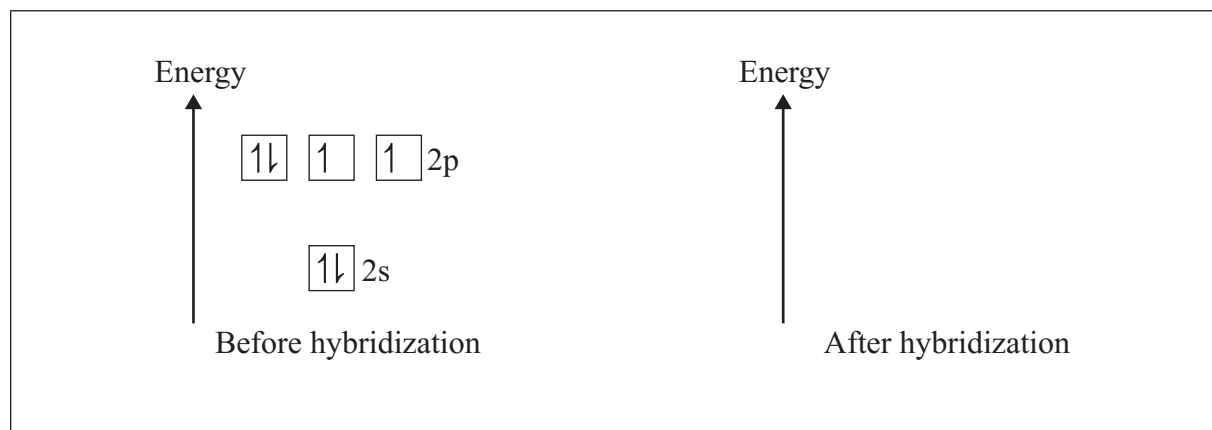 Energy
Energy
2p
2s
Before hybridization
After hybridization